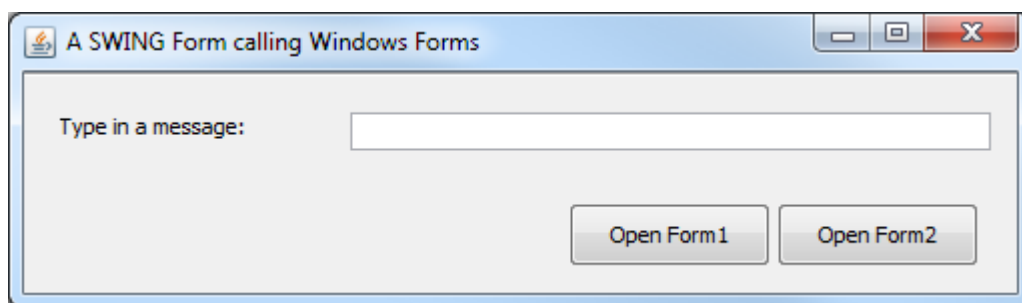 A SWING Form calling Windows Forms
Type in a message:
Open Form1 Open Form2